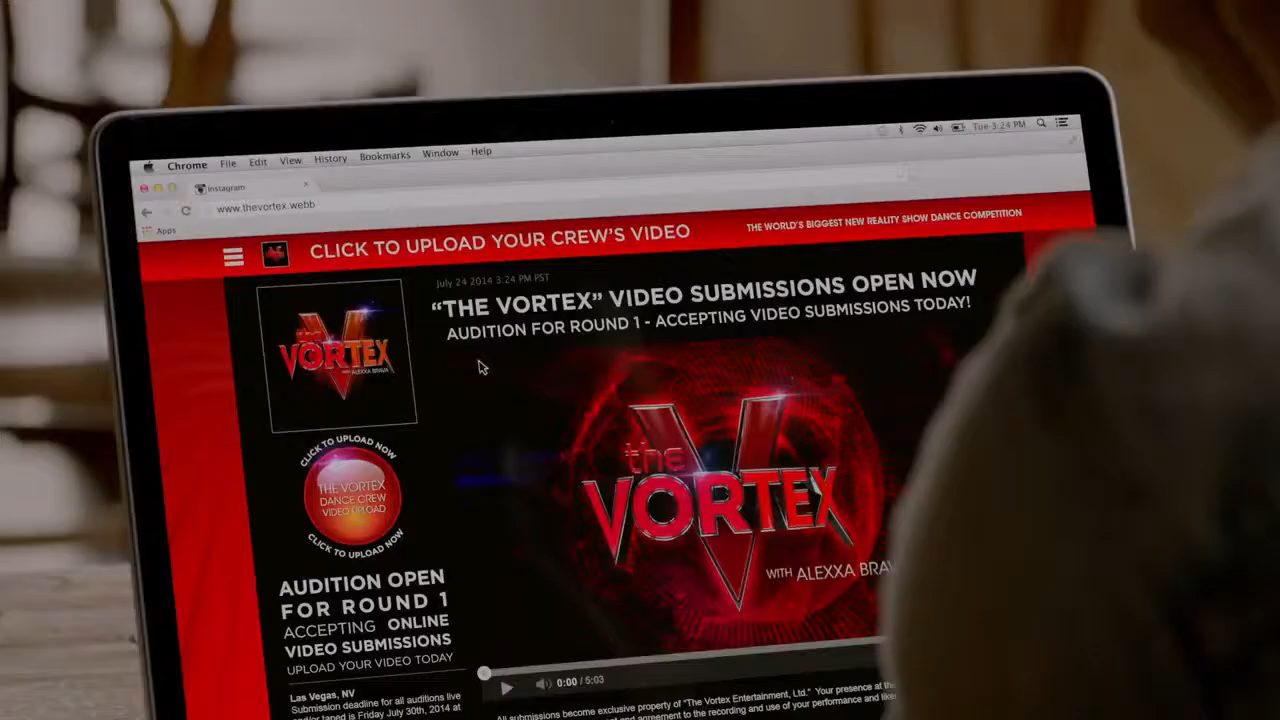 Chrome File Edit View History Bookmarks Window Help
Tue 3:24 PM
Instagram
www.thevortex.webb
Apps
CLICK TO UPLOAD YOUR CREW'S VIDEO
THE WORLD'S BIGGEST NEW REALITY SHOW DANCE COMPETITION
July 24 2014 3:24 PM PST
“THE VORTEX” VIDEO SUBMISSIONS OPEN NOW
AUDITION FOR ROUND 1 - ACCEPTING VIDEO SUBMISSIONS TODAY!
the
VORTEX
WITH ALEXXA BRAVA
CLICK TO UPLOAD NOW
THE VORTEX
DANCE CREW
VIDEO UPLOAD
CLICK TO UPLOAD NOW
the
VORTEX
WITH ALEXXA BRAV
AUDITION OPEN
FOR ROUND 1
ACCEPTING ONLINE
VIDEO SUBMISSIONS
UPLOAD YOUR VIDEO TODAY
0:00 / 5:03
Las Vegas, NV
Submission deadline for all auditions live
and/or taped is Friday July 30th, 2014 at
All submissions become exclusive property of "The Vortex Entertainment, Ltd." Your presence at the
and agreement to the recording and use of your performance and